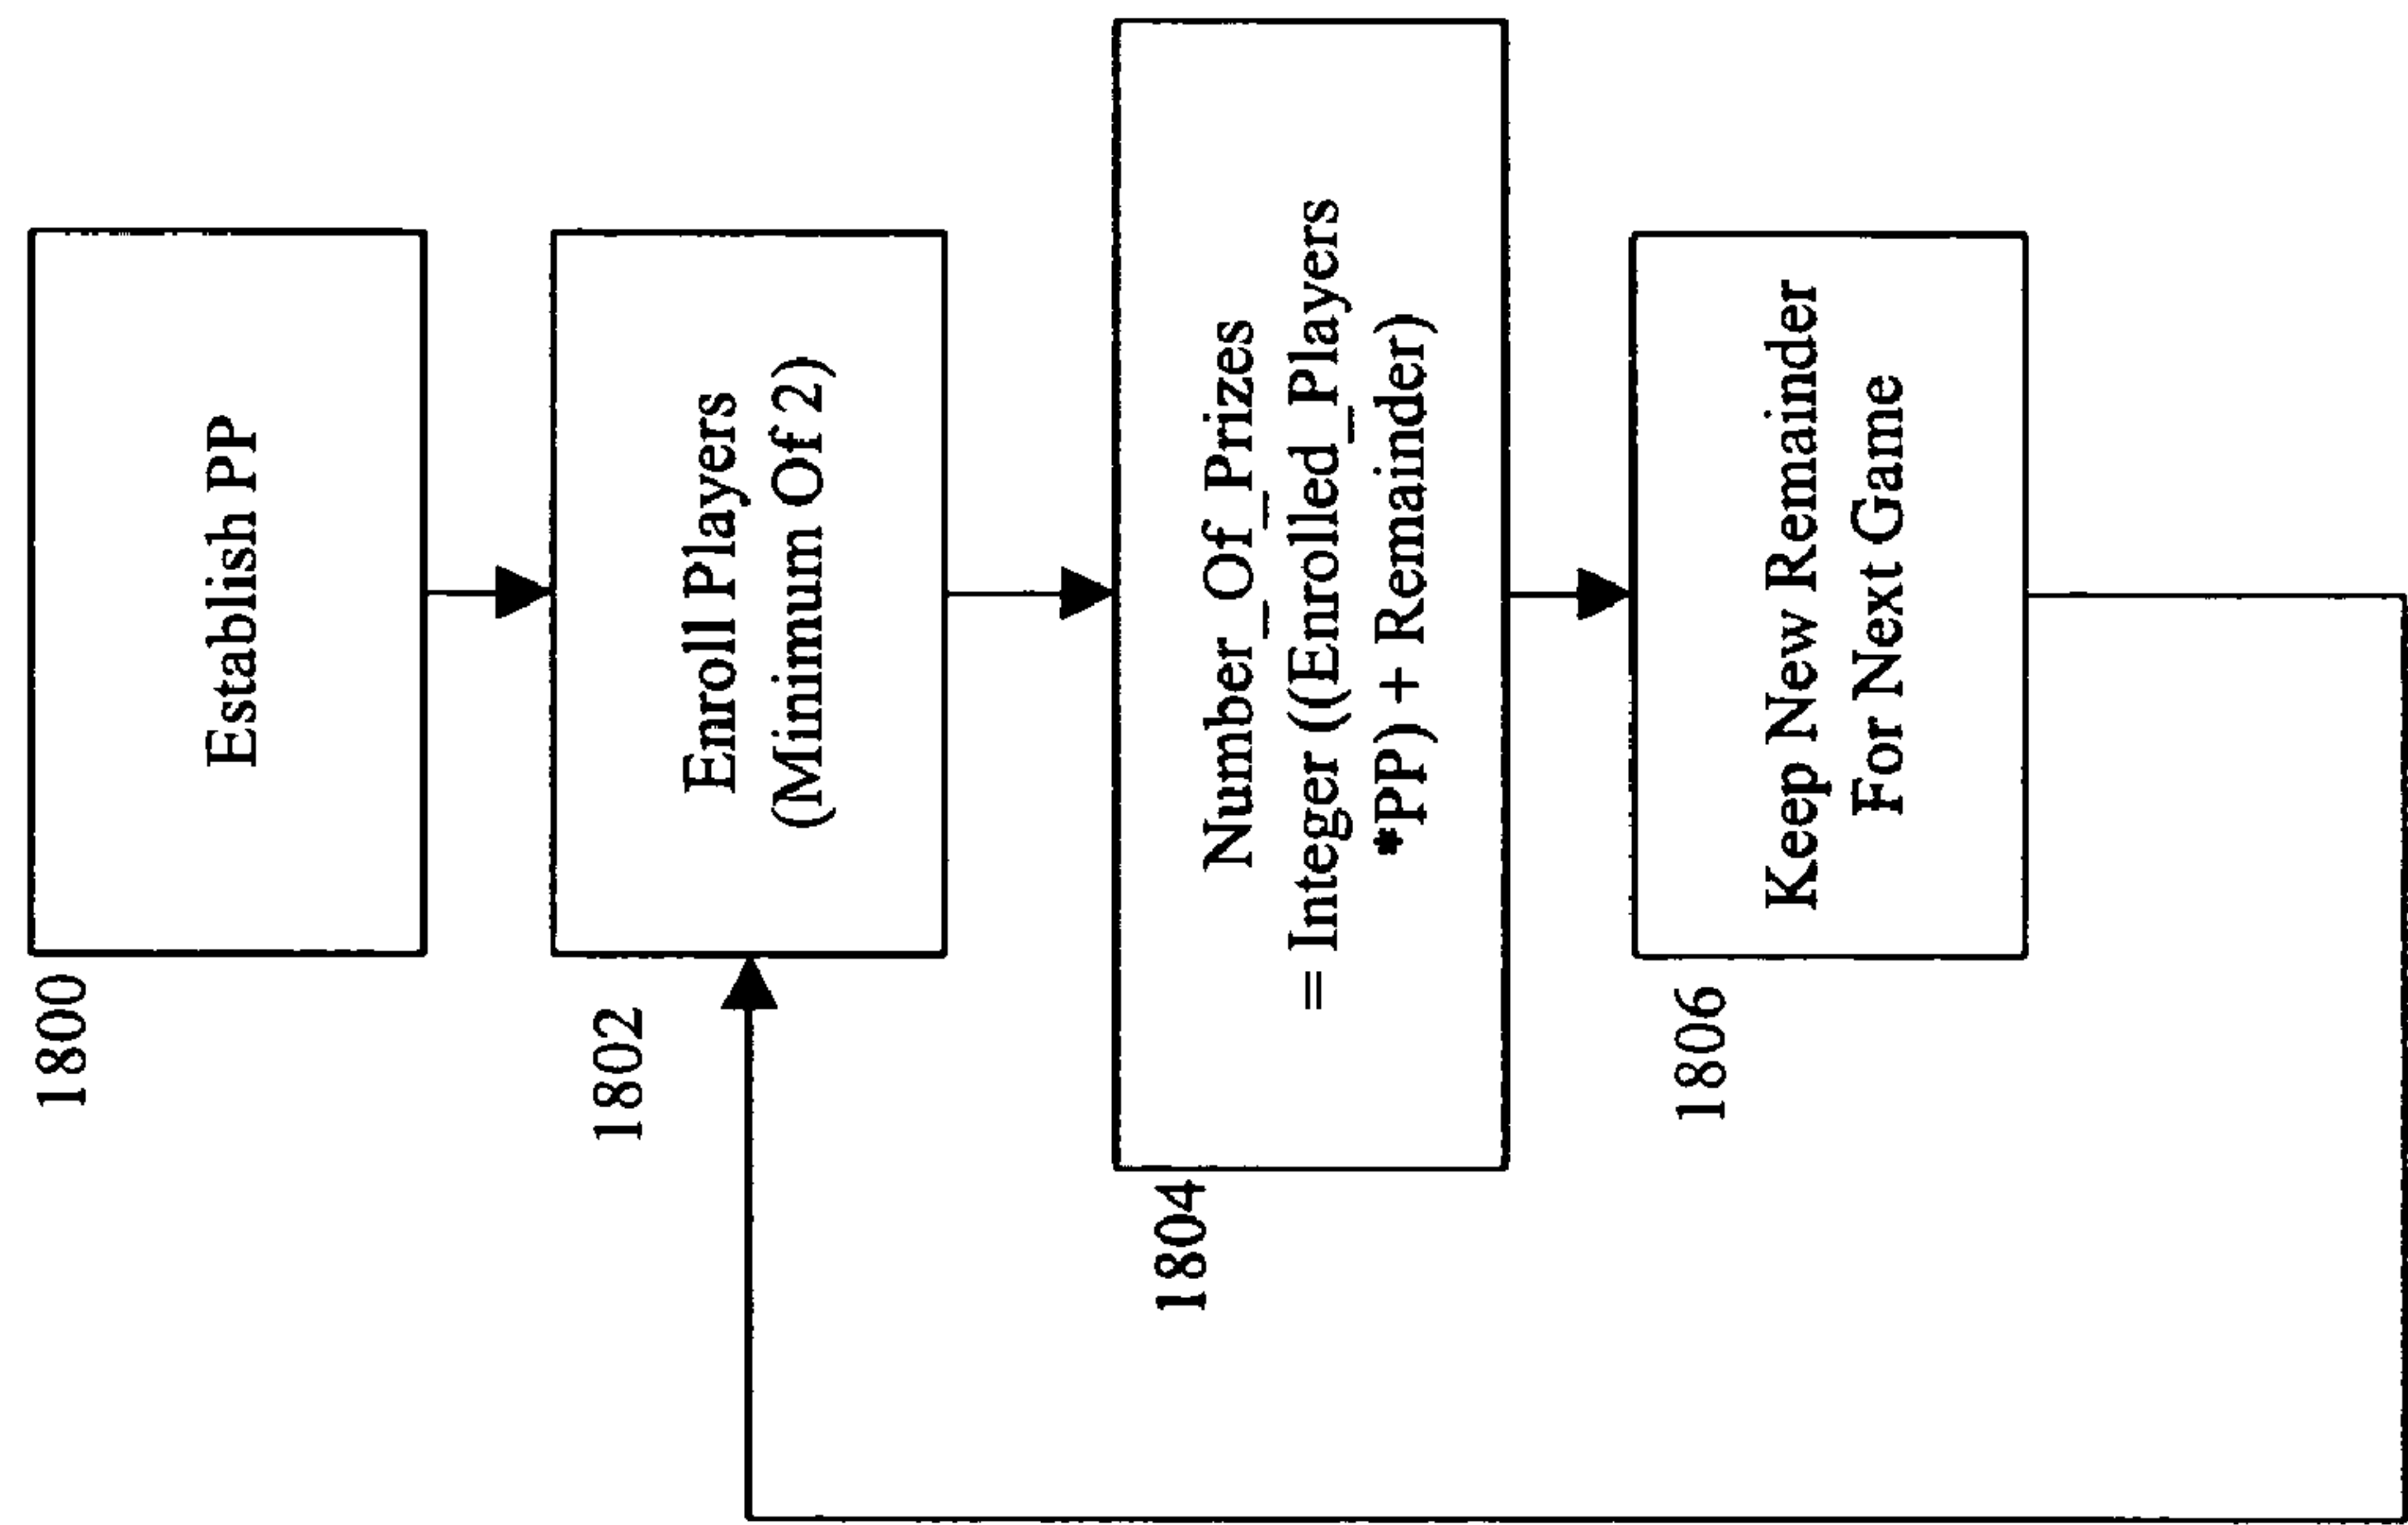 1800
Establish PP
1802
Enroll Players
(Minimum Of 2)
1804
Number_Of_Prizes
= Integer ((Enrolled_Players
*PP) + Remainder)
1806
Keep New Remainder
For Next Game